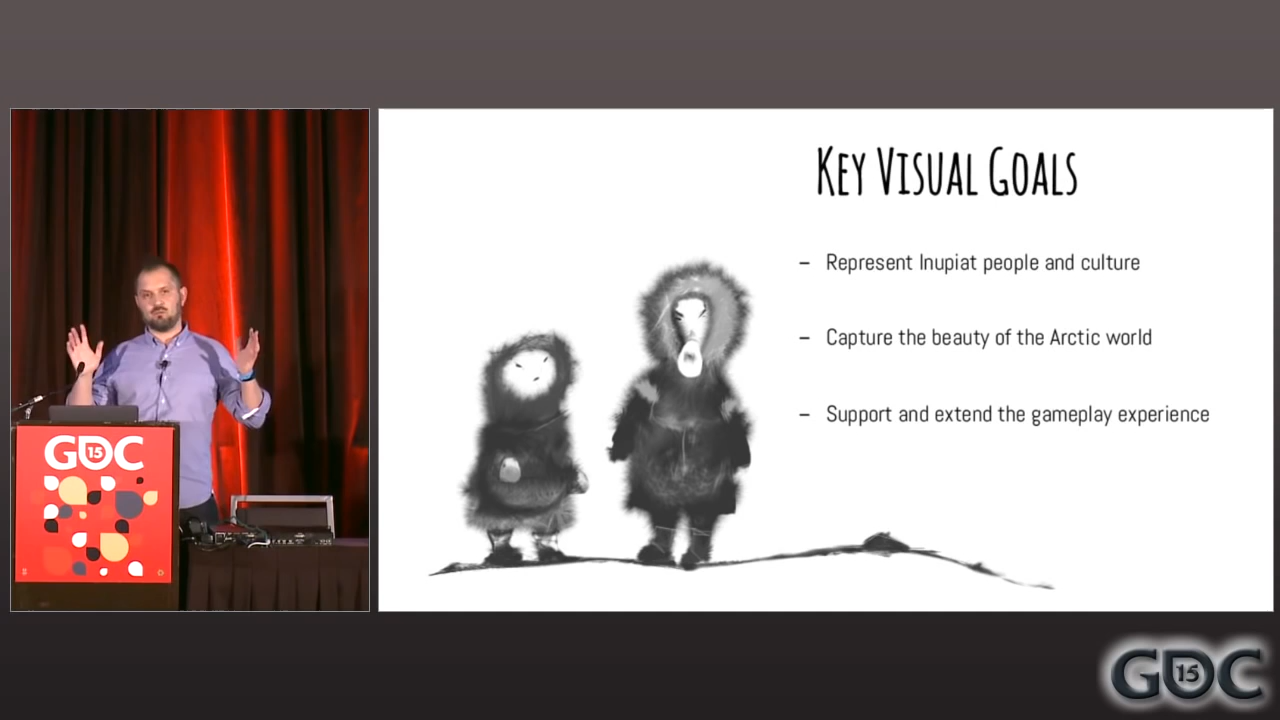 GDC
15
KEY VISUAL GOALS
– Represent Inupiat people and culture
– Capture the beauty of the Arctic world
– Support and extend the gameplay experience
GDC
15